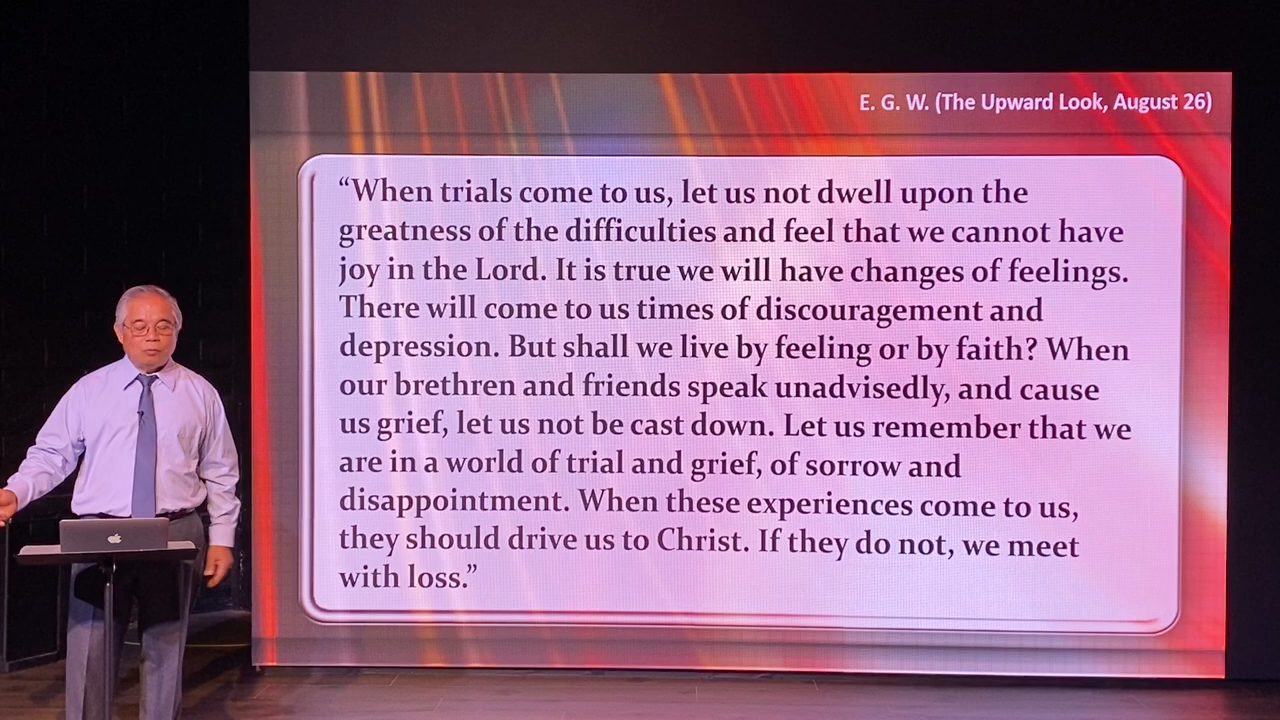 E. G. W. (The Upward Look, August 26)
“When trials come to us, let us not dwell upon the
greatness of the difficulties and feel that we cannot have
joy in the Lord. It is true we will have changes of feelings.
There will come to us times of discouragement and
depression. But shall we live by feeling or by faith? When
our brethren and friends speak unadvisedly, and cause
us grief, let us not be cast down. Let us remember that we
are in a world of trial and grief, of sorrow and
disappointment. When these experiences come to us,
they should drive us to Christ. If they do not, we meet
with loss.”